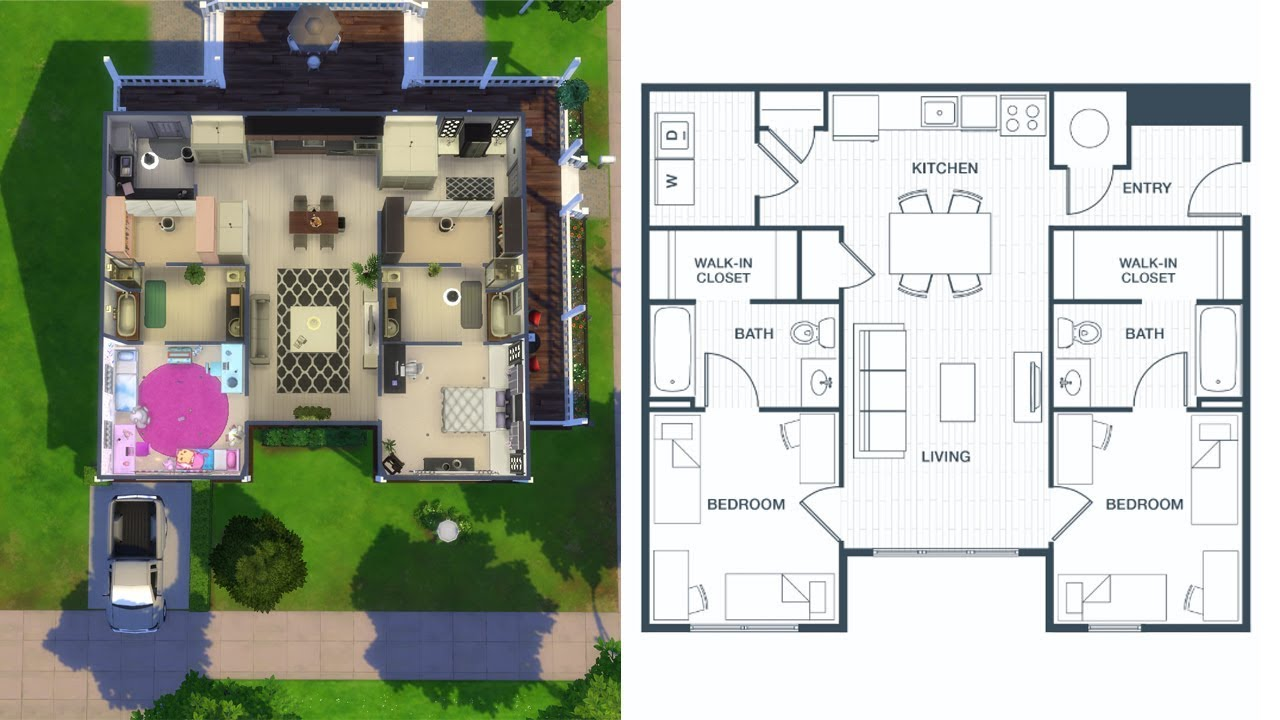 D
W
KITCHEN
ENTRY
WALK-IN
CLOSET
WALK-IN
CLOSET
BATH
BATH
LIVING
BEDROOM
BEDROOM